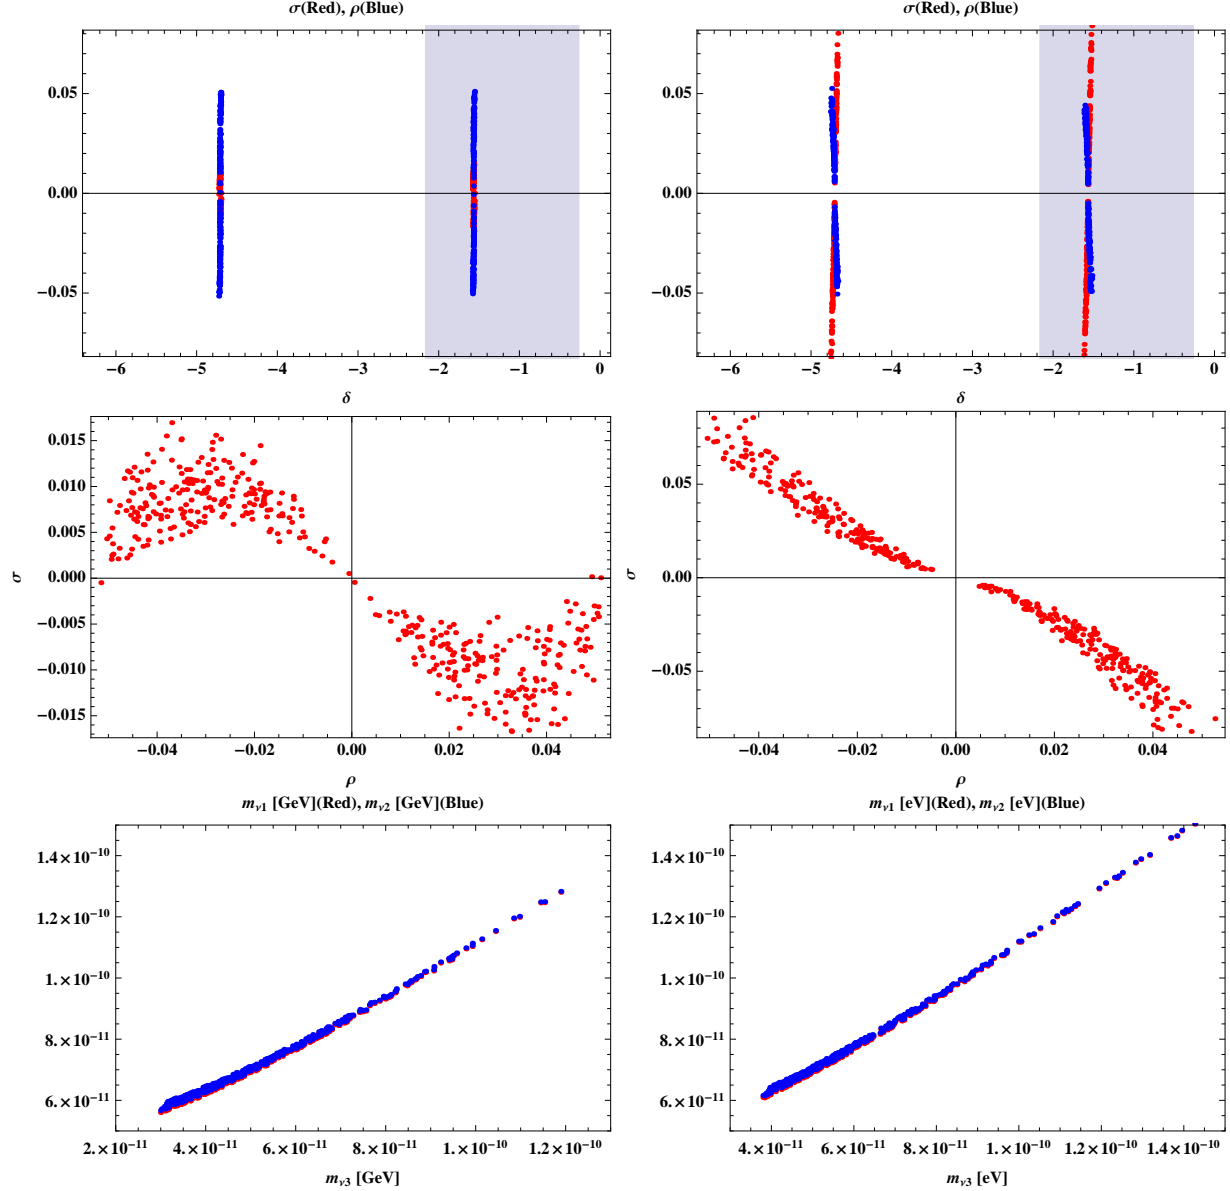 σ(Red), ρ(Blue)
0.05
0.00
−0.05
−6 −5 −4 −3 −2 −1 0
δ
σ(Red), ρ(Blue)
0.05
0.00
−0.05
−6 −5 −4 −3 −2 −1 0
δ
0.015
0.010
0.005
0.000
−0.005
−0.010
−0.015
σ
−0.04 −0.02 0.00 0.02 0.04
ρ
0.05
0.00
−0.05
σ
−0.04 −0.02 0.00 0.02 0.04
ρ
mν1 [GeV](Red), mν2 [GeV](Blue)
1.4×10⁻¹⁰
1.2×10⁻¹⁰
1.×10⁻¹⁰
8.×10⁻¹¹
6.×10⁻¹¹
2.×10⁻¹¹ 4.×10⁻¹¹ 6.×10⁻¹¹ 8.×10⁻¹¹ 1.×10⁻¹⁰ 1.2×10⁻¹⁰
mν3 [GeV]
mν1 [eV](Red), mν2 [eV](Blue)
1.4×10⁻¹⁰
1.2×10⁻¹⁰
1.×10⁻¹⁰
8.×10⁻¹¹
6.×10⁻¹¹
4.×10⁻¹¹ 6.×10⁻¹¹ 8.×10⁻¹¹ 1.×10⁻¹⁰ 1.2×10⁻¹⁰ 1.4×10⁻¹⁰
mν3 [eV]